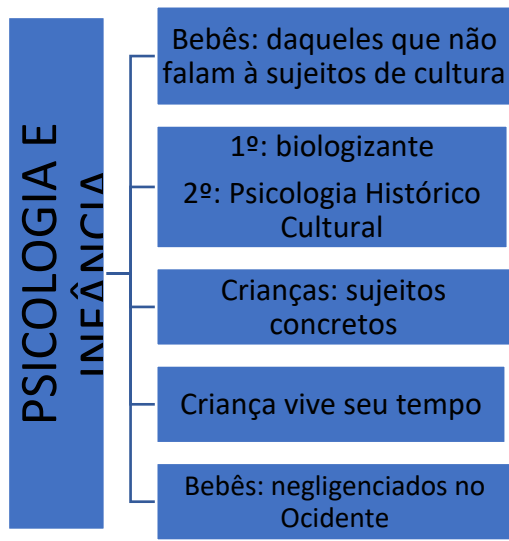 PSICOLOGIA E
INFÂNCIA
Bebês: daqueles que não
falam à sujeitos de cultura
1º: biologizante
2º: Psicologia Histórico
Cultural
Crianças: sujeitos
concretos
Criança vive seu tempo
Bebês: negligenciados no
Ocidente